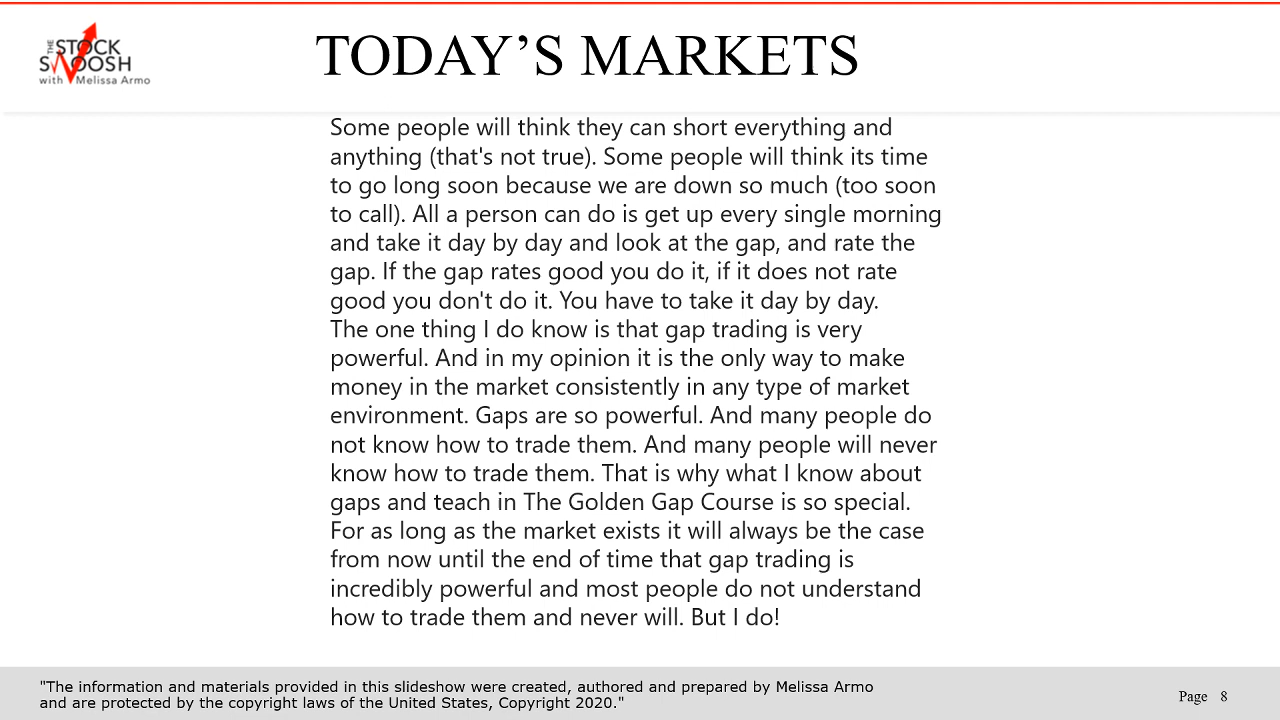 THE STOCK
SWOOSH
with Melissa Armo
TODAY’S MARKETS
Some people will think they can short everything and
anything (that's not true). Some people will think its time
to go long soon because we are down so much (too soon
to call). All a person can do is get up every single morning
and take it day by day and look at the gap, and rate the
gap. If the gap rates good you do it, if it does not rate
good you don't do it. You have to take it day by day.
The one thing I do know is that gap trading is very
powerful. And in my opinion it is the only way to make
money in the market consistently in any type of market
environment. Gaps are so powerful. And many people do
not know how to trade them. And many people will never
know how to trade them. That is why what I know about
gaps and teach in The Golden Gap Course is so special.
For as long as the market exists it will always be the case
from now until the end of time that gap trading is
incredibly powerful and most people do not understand
how to trade them and never will. But I do!
"The information and materials provided in this slideshow were created, authored and prepared by Melissa Armo
and are protected by the copyright laws of the United States, Copyright 2020."
Page 8